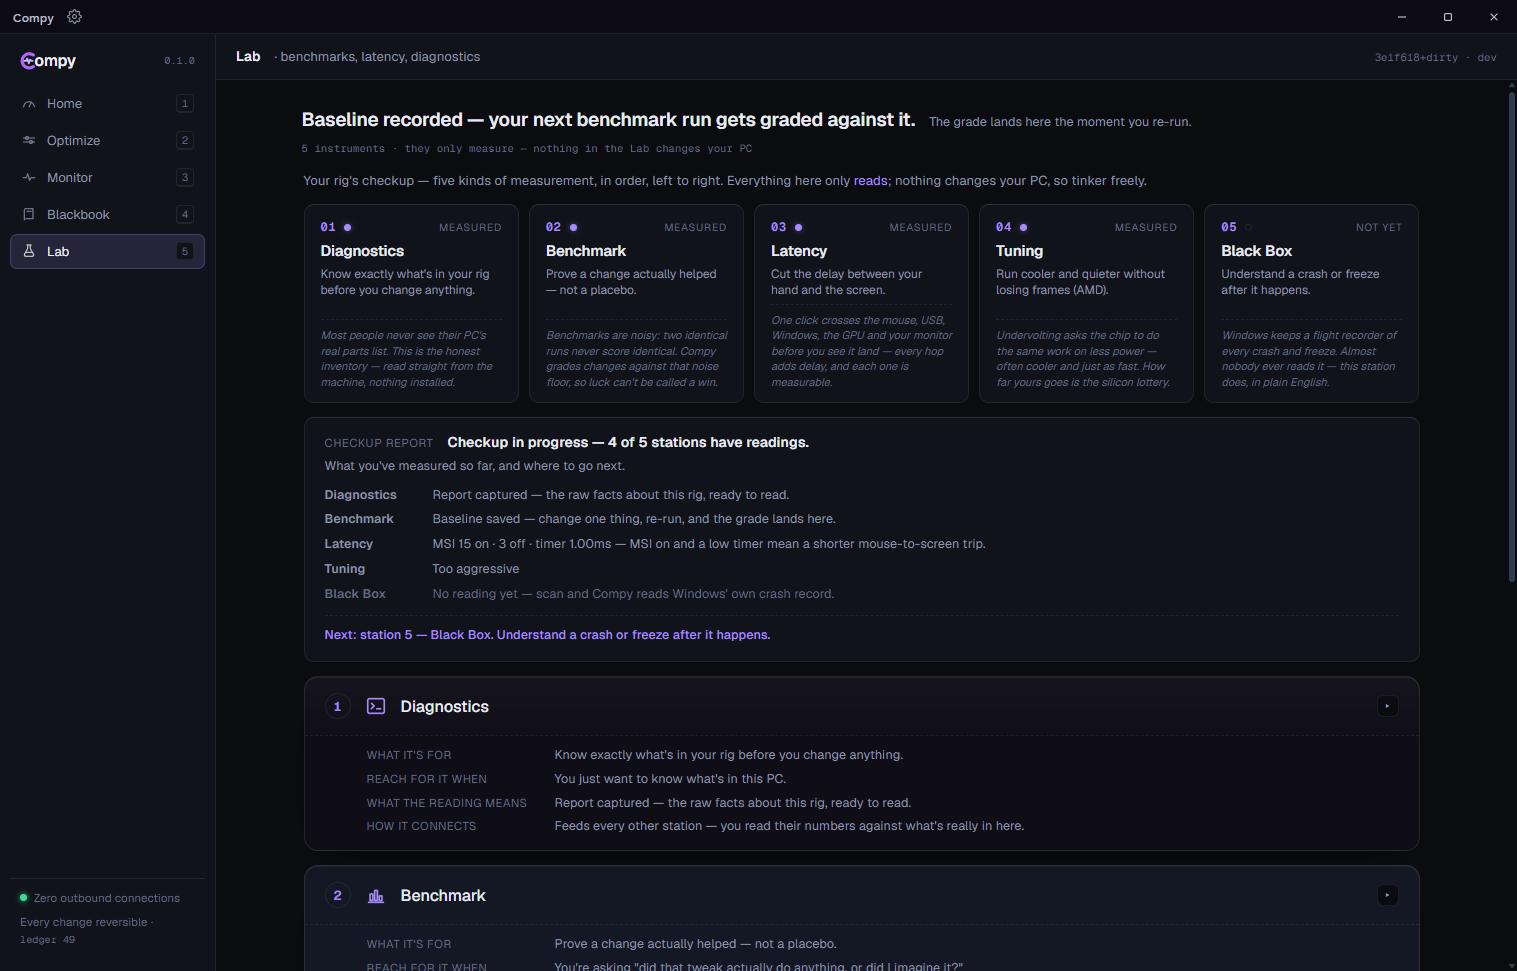 Compy
Compy
0.1.0
Home 1
Optimize 2
Monitor 3
Blackbook 4
Lab 5
Zero outbound connections
Every change reversible ·
ledger 49
Lab · benchmarks, latency, diagnostics
3e1f618+dirty · dev
Baseline recorded — your next benchmark run gets graded against it. The grade lands here the moment you re-run.
5 instruments · they only measure — nothing in the Lab changes your PC
Your rig's checkup — five kinds of measurement, in order, left to right. Everything here only reads; nothing changes your PC, so tinker freely.
01 MEASURED
Diagnostics
Know exactly what's in your rig
before you change anything.
Most people never see their PC's
real parts list. This is the honest
inventory — read straight from the
machine, nothing installed.
02 MEASURED
Benchmark
Prove a change actually helped
— not a placebo.
Benchmarks are noisy: two identical
runs never score identical. Compy
grades changes against that noise
floor, so luck can't be called a win.
03 MEASURED
Latency
Cut the delay between your
hand and the screen.
One click crosses the mouse, USB,
Windows, the GPU and your monitor
before you see it land — every hop
adds delay, and each one is
measurable.
04 MEASURED
Tuning
Run cooler and quieter without
losing frames (AMD).
Undervolting asks the chip to do
the same work on less power —
often cooler and just as fast. How
far yours goes is the silicon lottery.
05 NOT YET
Black Box
Understand a crash or freeze
after it happens.
Windows keeps a flight recorder of
every crash and freeze. Almost
nobody ever reads it — this station
does, in plain English.
CHECKUP REPORT Checkup in progress — 4 of 5 stations have readings.
What you've measured so far, and where to go next.
Diagnostics Report captured — the raw facts about this rig, ready to read.
Benchmark Baseline saved — change one thing, re-run, and the grade lands here.
Latency MSI 15 on · 3 off · timer 1.00ms — MSI on and a low timer mean a shorter mouse-to-screen trip.
Tuning Too aggressive
Black Box No reading yet — scan and Compy reads Windows' own crash record.
Next: station 5 — Black Box. Understand a crash or freeze after it happens.
1 Diagnostics
WHAT IT'S FOR Know exactly what's in your rig before you change anything.
REACH FOR IT WHEN You just want to know what's in this PC.
WHAT THE READING MEANS Report captured — the raw facts about this rig, ready to read.
HOW IT CONNECTS Feeds every other station — you read their numbers against what's really in here.
2 Benchmark
WHAT IT'S FOR Prove a change actually helped — not a placebo.
REACH FOR IT WHEN You're asking "did that tweak actually do anything, or did I imagine it?"